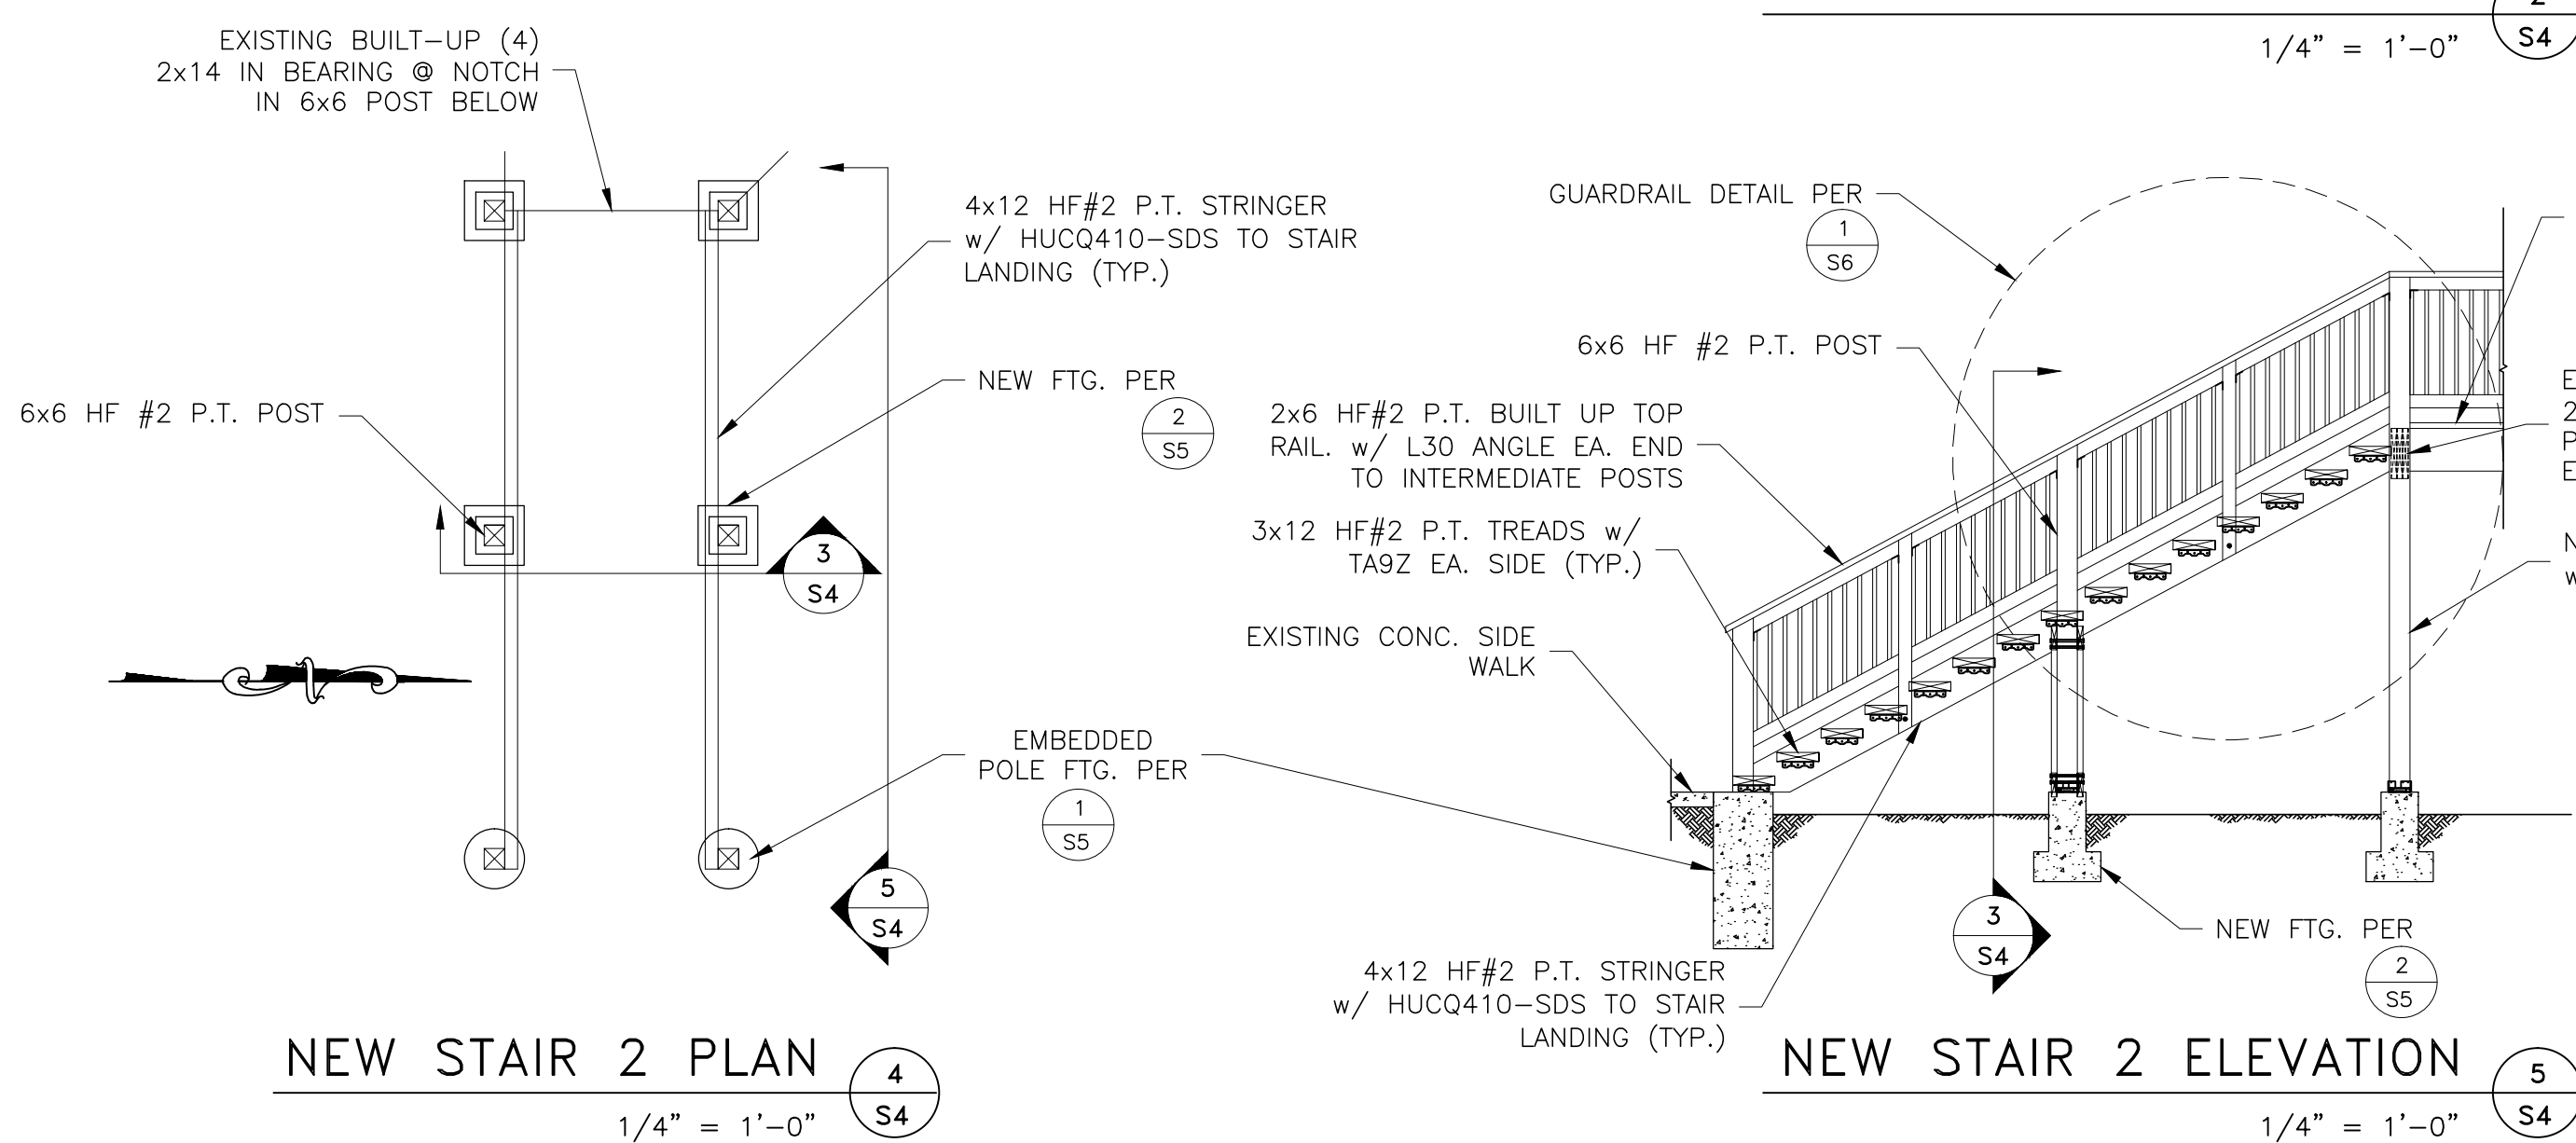 2
S4
1/4" = 1'-0"
EXISTING BUILT-UP (4)
2x14 IN BEARING @ NOTCH
IN 6x6 POST BELOW
4x12 HF#2 P.T. STRINGER
w/ HUCQ410-SDS TO STAIR
LANDING (TYP.)
NEW FTG. PER
2
S5
6x6 HF #2 P.T. POST
3
S4
EMBEDDED
POLE FTG. PER
1
S5
5
S4
NEW STAIR 2 PLAN
4
S4
1/4" = 1'-0"
GUARDRAIL DETAIL PER
1
S6
6x6 HF #2 P.T. POST
2x6 HF#2 P.T. BUILT UP TOP
RAIL. w/ L30 ANGLE EA. END
TO INTERMEDIATE POSTS
3x12 HF#2 P.T. TREADS w/
TA9Z EA. SIDE (TYP.)
EXISTING CONC. SIDE
WALK
4x12 HF#2 P.T. STRINGER
w/ HUCQ410-SDS TO STAIR
LANDING (TYP.)
3
S4
NEW FTG. PER
2
S5
E
2
P
E
N
w
NEW STAIR 2 ELEVATION
5
S4
1/4" = 1'-0"